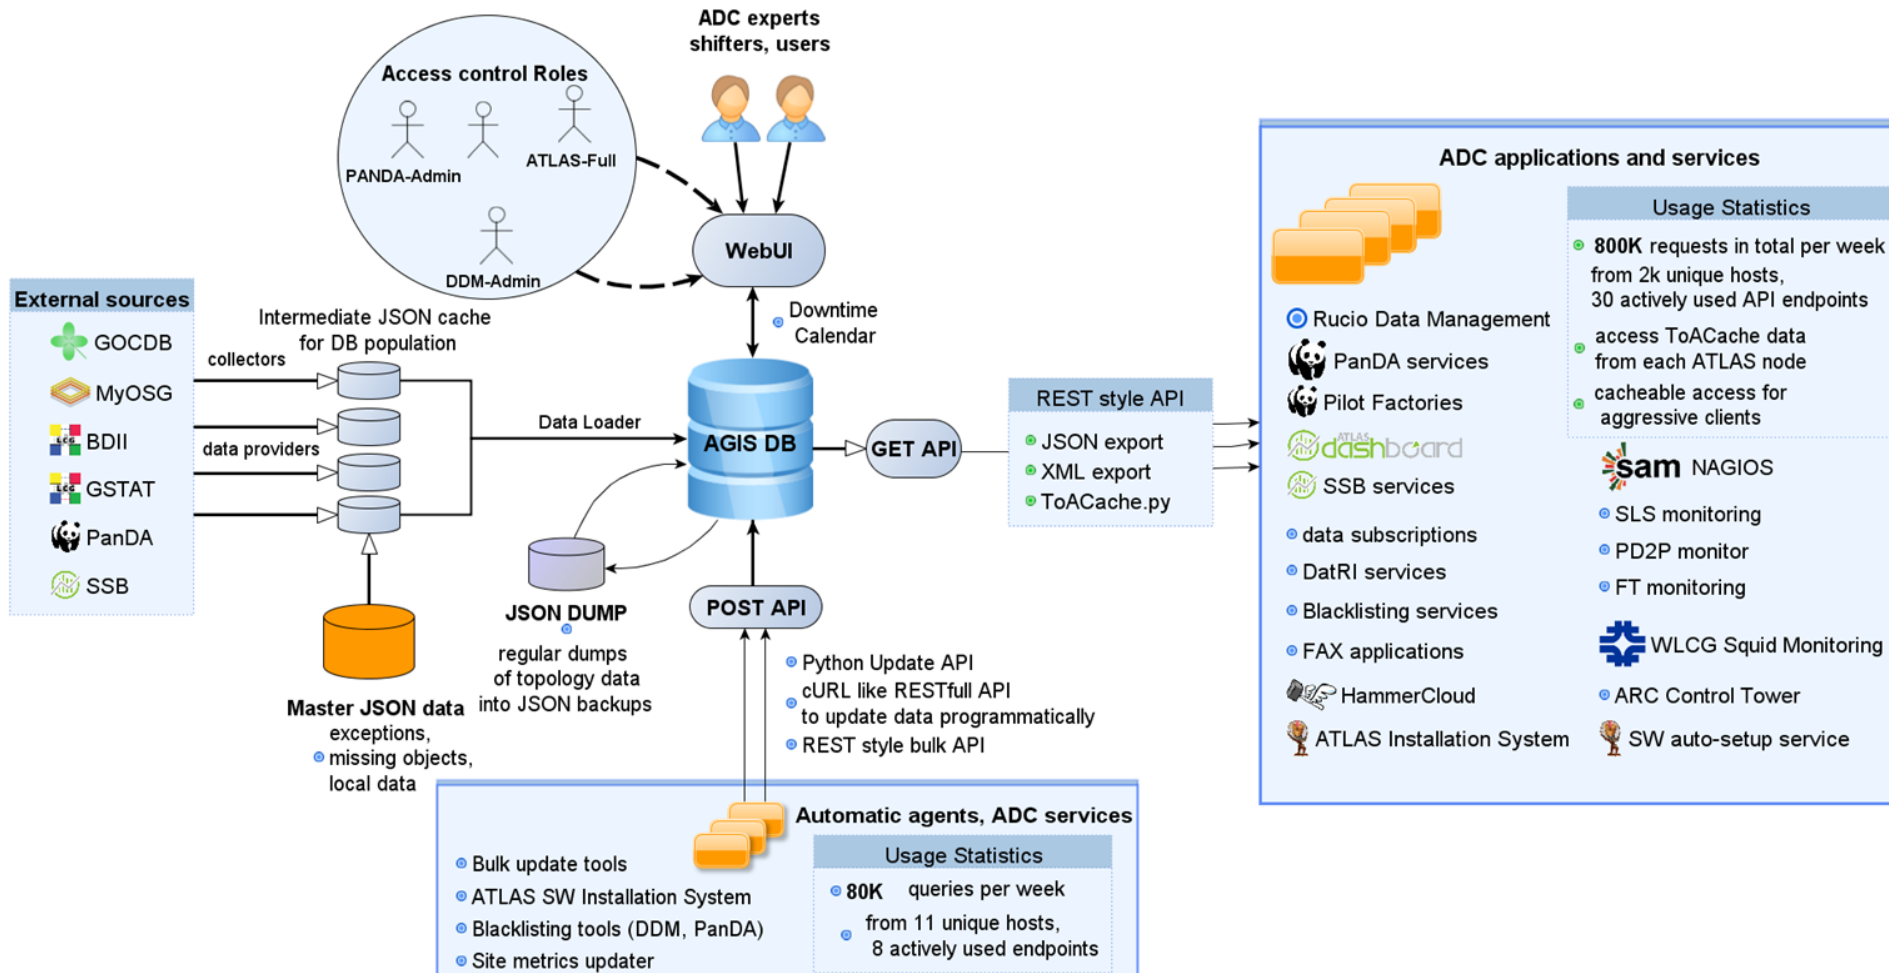 ADC experts
shifters, users
Access control Roles
ATLAS-Full
PANDA-Admin
DDM-Admin
WebUI
Downtime
Calendar
External sources
GOCDB
MyOSG
LCG
BDII
LCG
GSTAT
PanDA
SSB
collectors
data providers
Intermediate JSON cache
for DB population
Data Loader
AGIS DB
GET API
REST style API
JSON export
XML export
ToACache.py
JSON DUMP
regular dumps
of topology data
into JSON backups
Master JSON data
exceptions,
missing objects,
local data
POST API
Python Update API
cURL like RESTfull API
to update data programmatically
REST style bulk API
Automatic agents, ADC services
Bulk update tools
ATLAS SW Installation System
Blacklisting tools (DDM, PanDA)
Site metrics updater
Usage Statistics
80K queries per week
from 11 unique hosts,
8 actively used endpoints
ADC applications and services
Usage Statistics
800K requests in total per week
from 2k unique hosts,
30 actively used API endpoints
access ToACache data
from each ATLAS node
cacheable access for
aggressive clients
Rucio Data Management
PanDA services
Pilot Factories
ATLAS
dashboard
SSB services
data subscriptions
DatRI services
Blacklisting services
FAX applications
HammerCloud
ATLAS Installation System
sam NAGIOS
SLS monitoring
PD2P monitor
FT monitoring
WLCG Squid Monitoring
ARC Control Tower
SW auto-setup service